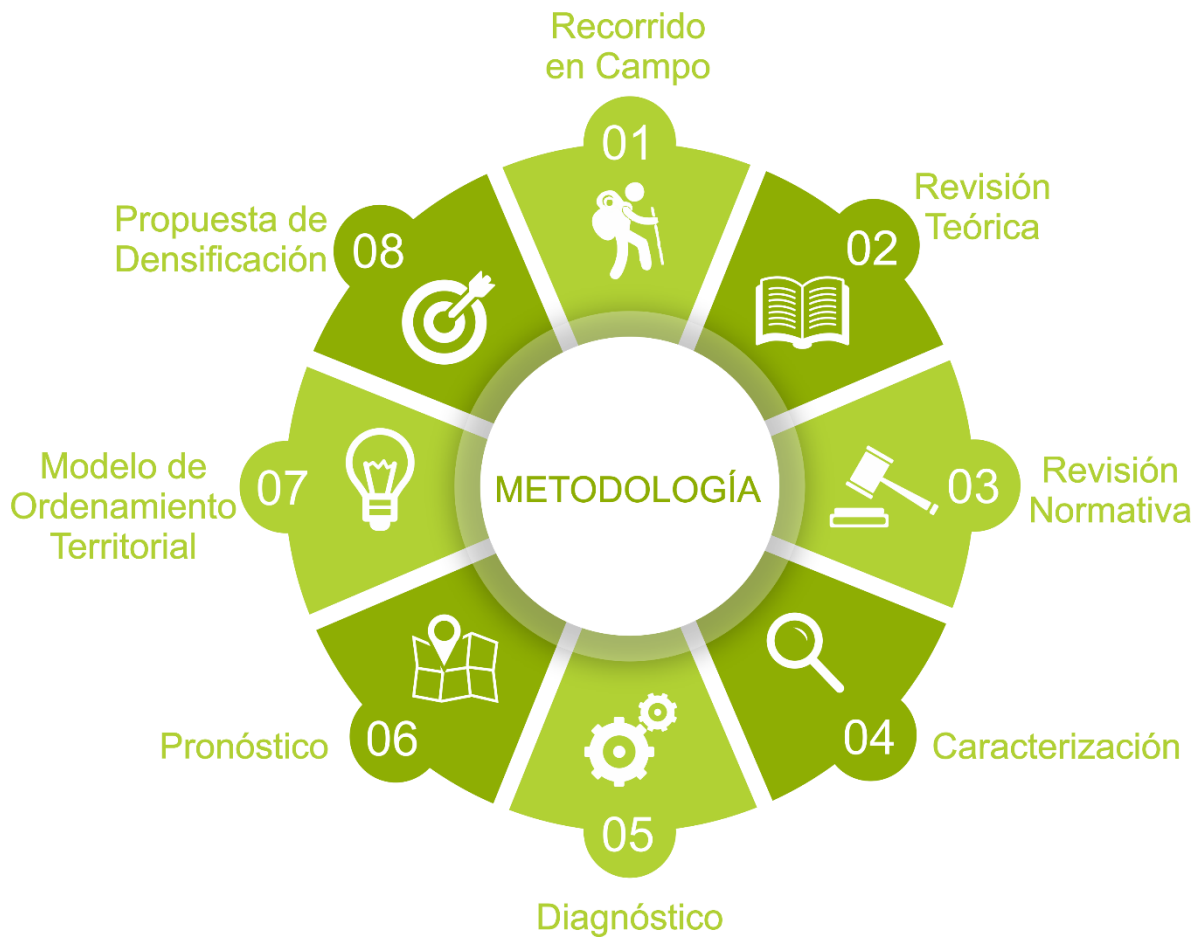 Recorrido
en Campo
01
Revisión
Teórica
02
Revisión
Normativa
03
Caracterización
04
Diagnóstico
05
Pronóstico
06
Modelo de
Ordenamiento
Territorial
07
Propuesta de
Densificación
08
METODOLOGÍA